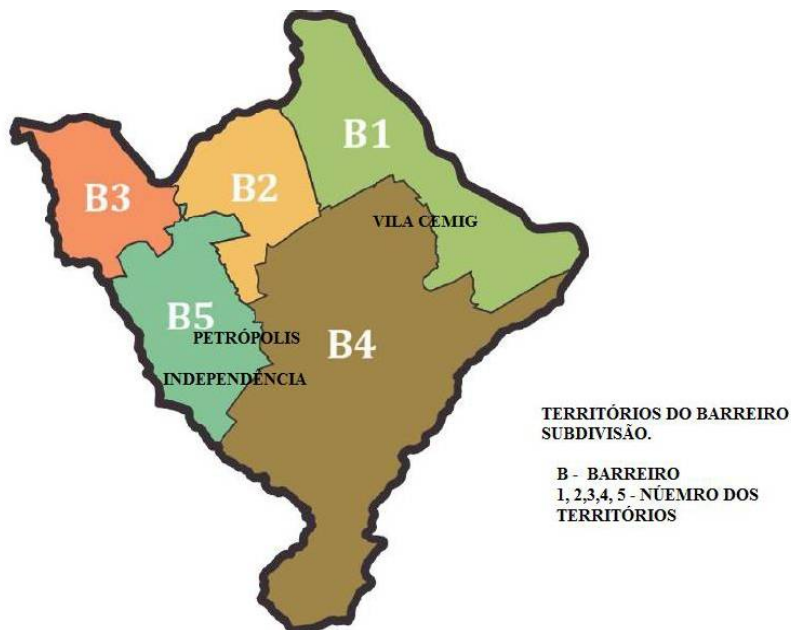 B1
B2
B3
VILA CEMIG
B5
PETRÓPOLIS
B4
INDEPENDÊNCIA
TERRITÓRIOS DO BARREIRO
SUBDIVISÃO.
B - BARREIRO
1, 2,3,4, 5 - NÚEMRO DOS
TERRITÓRIOS